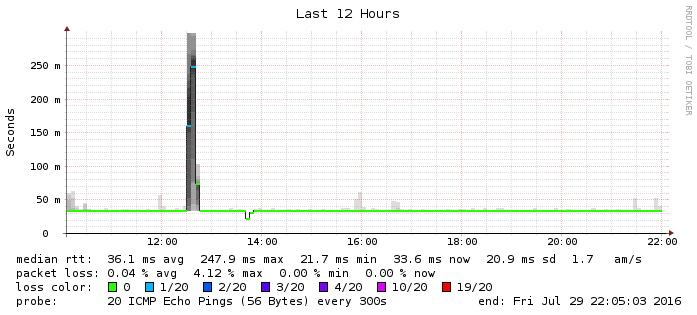 Last 12 Hours
RRDTOOL / TOBI OETIKER
Seconds
250 m
200 m
150 m
100 m
50 m
0
12:00 14:00 16:00 18:00 20:00 22:00
median rtt: 36.1 ms avg 247.9 ms max 21.7 ms min 33.6 ms now 20.9 ms sd 1.7 am/s
packet loss: 0.04 % avg 4.12 % max 0.00 % min 0.00 % now
loss color: 0 1/20 2/20 3/20 4/20 10/20 19/20
probe: 20 ICMP Echo Pings (56 Bytes) every 300s end: Fri Jul 29 22:05:03 2016